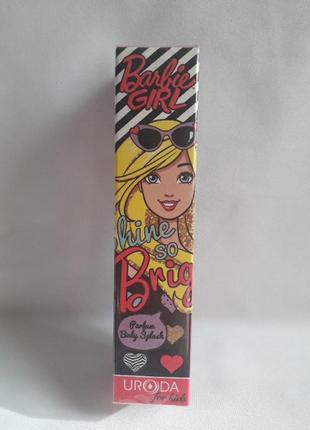 Barbie
GIRL
hine
so
Brig
Parfum
Body Splash
URODA
for kids